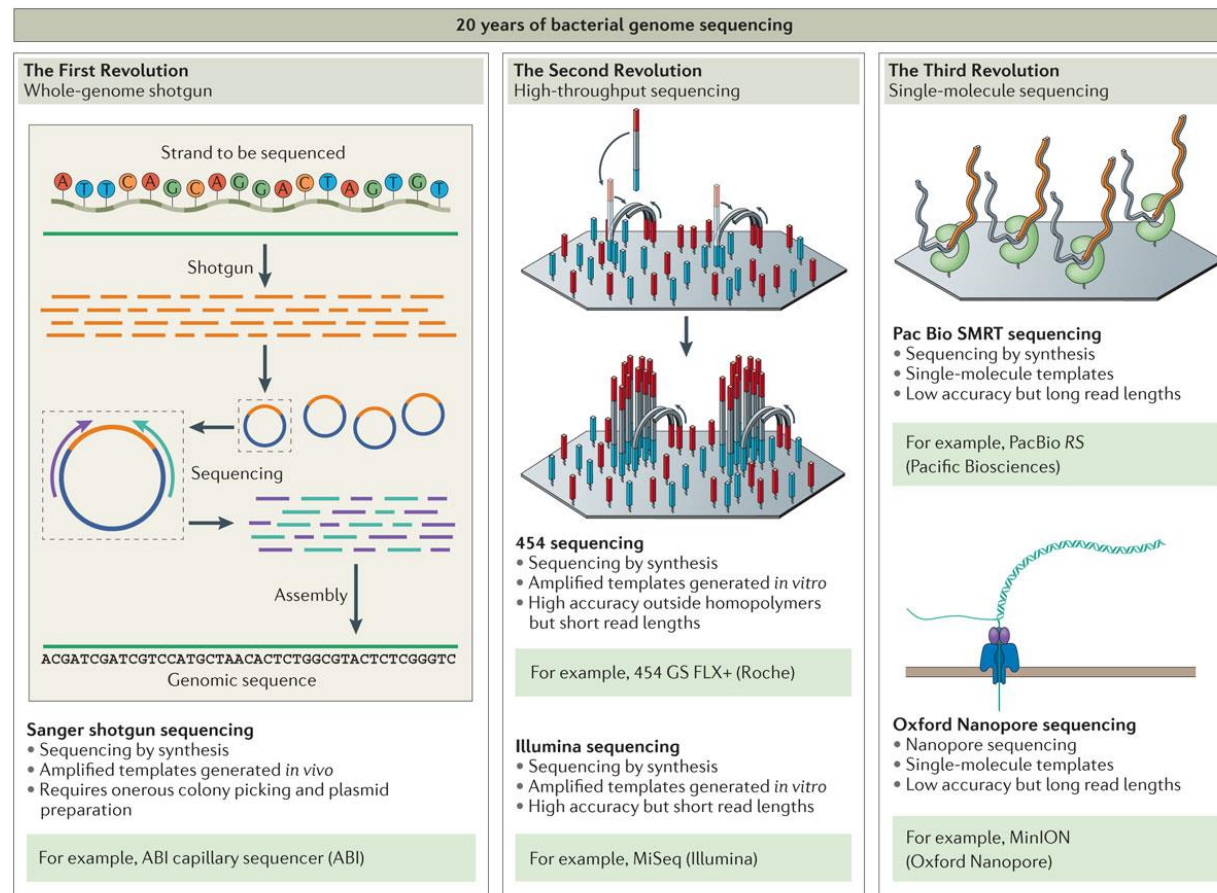 20 years of bacterial genome sequencing
The First Revolution
Whole-genome shotgun
Strand to be sequenced
A T T C A G C A G G A C T A G T G T
Shotgun
Sequencing
Assembly
ACGATCGATCGTCCATGCTAACACTCTGGCGTACTCTCGGGTC
Genomic sequence
Sanger shotgun sequencing
• Sequencing by synthesis
• Amplified templates generated in vivo
• Requires onerous colony picking and plasmid
preparation
For example, ABI capillary sequencer (ABI)
The Second Revolution
High-throughput sequencing
454 sequencing
• Sequencing by synthesis
• Amplified templates generated in vitro
• High accuracy outside homopolymers
but short read lengths
For example, 454 GS FLX+ (Roche)
Illumina sequencing
• Sequencing by synthesis
• Amplified templates generated in vitro
• High accuracy but short read lengths
For example, MiSeq (Illumina)
The Third Revolution
Single-molecule sequencing
Pac Bio SMRT sequencing
• Sequencing by synthesis
• Single-molecule templates
• Low accuracy but long read lengths
For example, PacBio RS
(Pacific Biosciences)
Oxford Nanopore sequencing
• Nanopore sequencing
• Single-molecule templates
• Low accuracy but long read lengths
For example, MinION
(Oxford Nanopore)